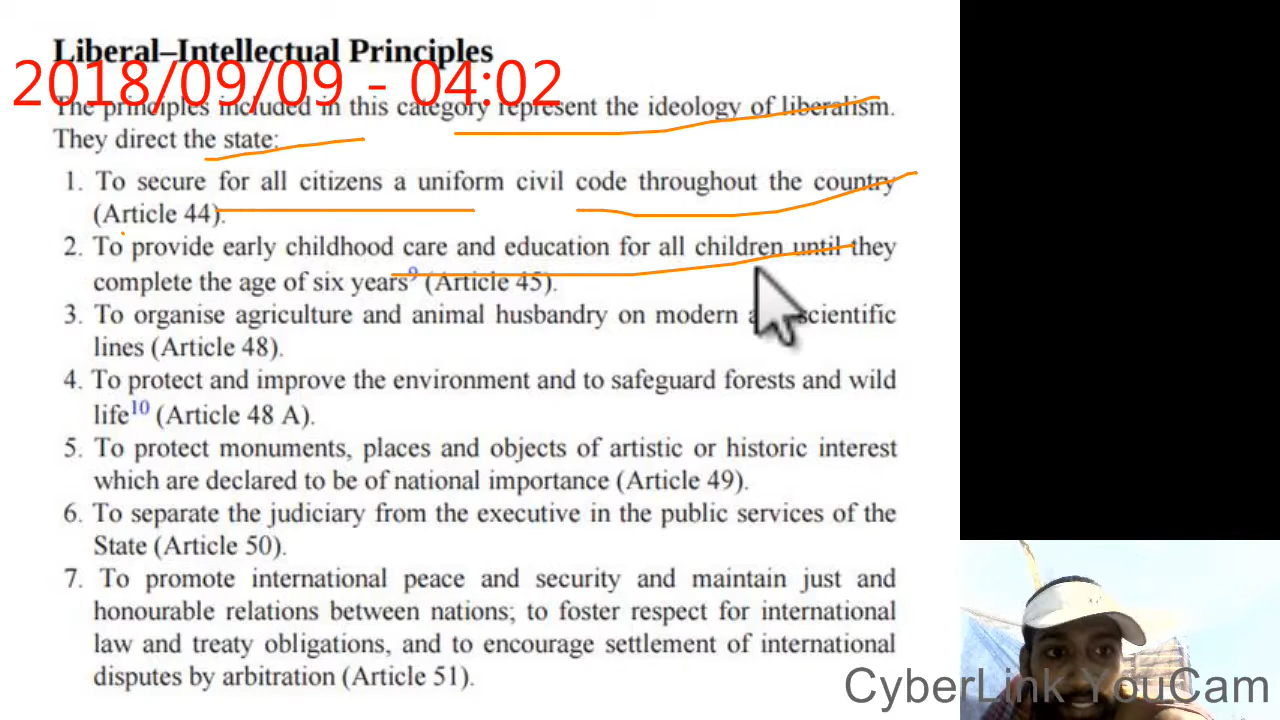 Liberal–Intellectual Principles
2018/09/09 - 04:02
The principles included in this category represent the ideology of liberalism.
They direct the state:
1. To secure for all citizens a uniform civil code throughout the country
(Article 44).
2. To provide early childhood care and education for all children until they
complete the age of six years9 (Article 45).
3. To organise agriculture and animal husbandry on modern scientific
lines (Article 48).
4. To protect and improve the environment and to safeguard forests and wild
life10 (Article 48 A).
5. To protect monuments, places and objects of artistic or historic interest
which are declared to be of national importance (Article 49).
6. To separate the judiciary from the executive in the public services of the
State (Article 50).
7. To promote international peace and security and maintain just and
honourable relations between nations; to foster respect for international
law and treaty obligations, and to encourage settlement of international
disputes by arbitration (Article 51).
CyberLink YouCam